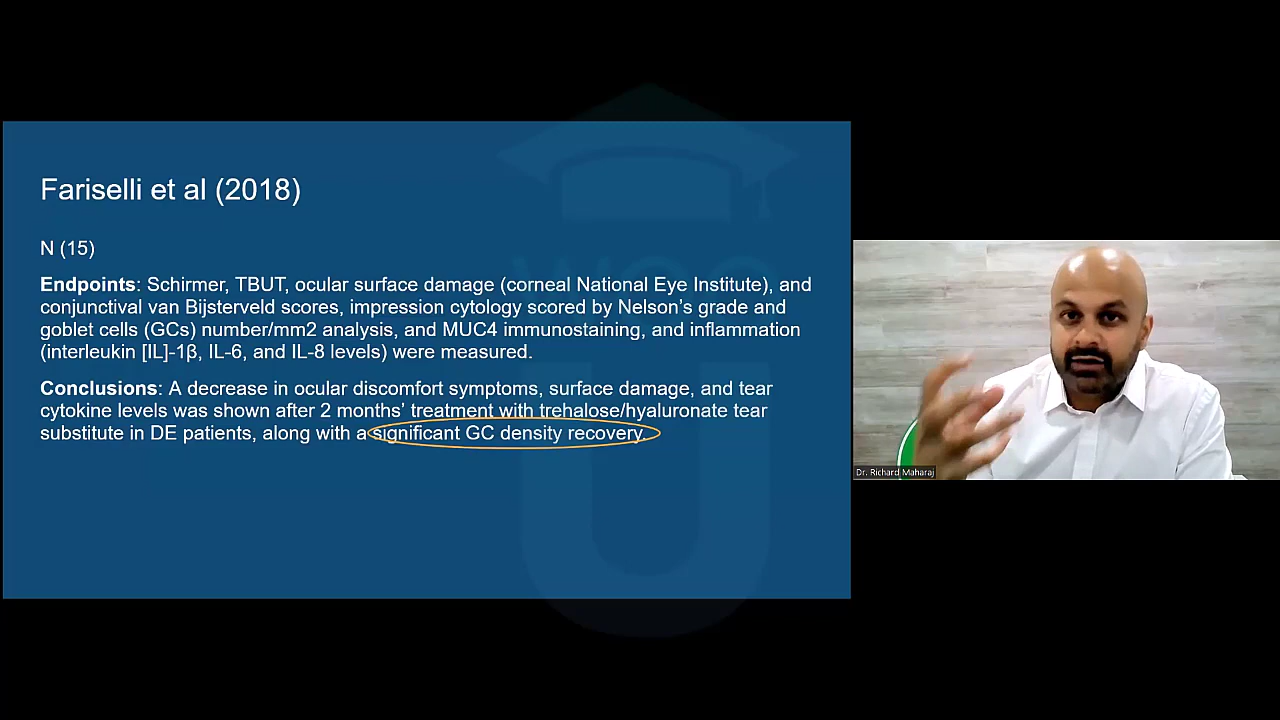 Fariselli et al (2018)
N (15)
Endpoints: Schirmer, TBUT, ocular surface damage (corneal National Eye Institute), and
conjunctival van Bijsterveld scores, impression cytology scored by Nelson’s grade and
goblet cells (GCs) number/mm2 analysis, and MUC4 immunostaining, and inflammation
(interleukin [IL]-1β, IL-6, and IL-8 levels) were measured.
Conclusions: A decrease in ocular discomfort symptoms, surface damage, and tear
cytokine levels was shown after 2 months’ treatment with trehalose/hyaluronate tear
substitute in DE patients, along with a significant GC density recovery.
Dr. Richard Maharaj